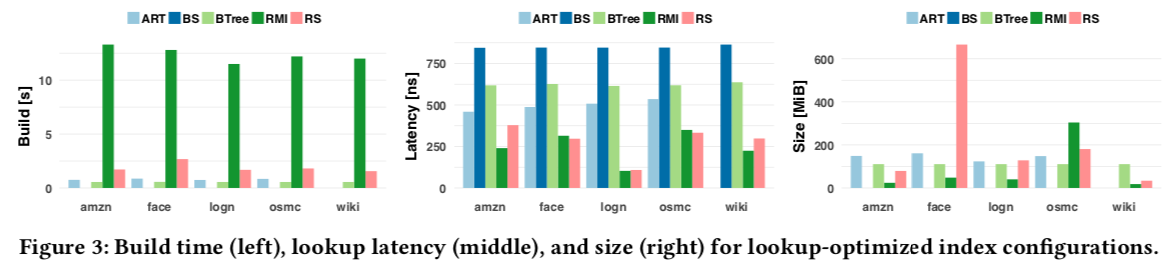 ART BS BTree RMI RS
Build [s]
10
5
0
amzn face logn osmc wiki
ART BS BTree RMI RS
Latency [ns]
750
500
250
0
amzn face logn osmc wiki
ART BS BTree RMI RS
Size [MiB]
600
400
200
0
amzn face logn osmc wiki
Figure 3: Build time (left), lookup latency (middle), and size (right) for lookup-optimized index configurations.